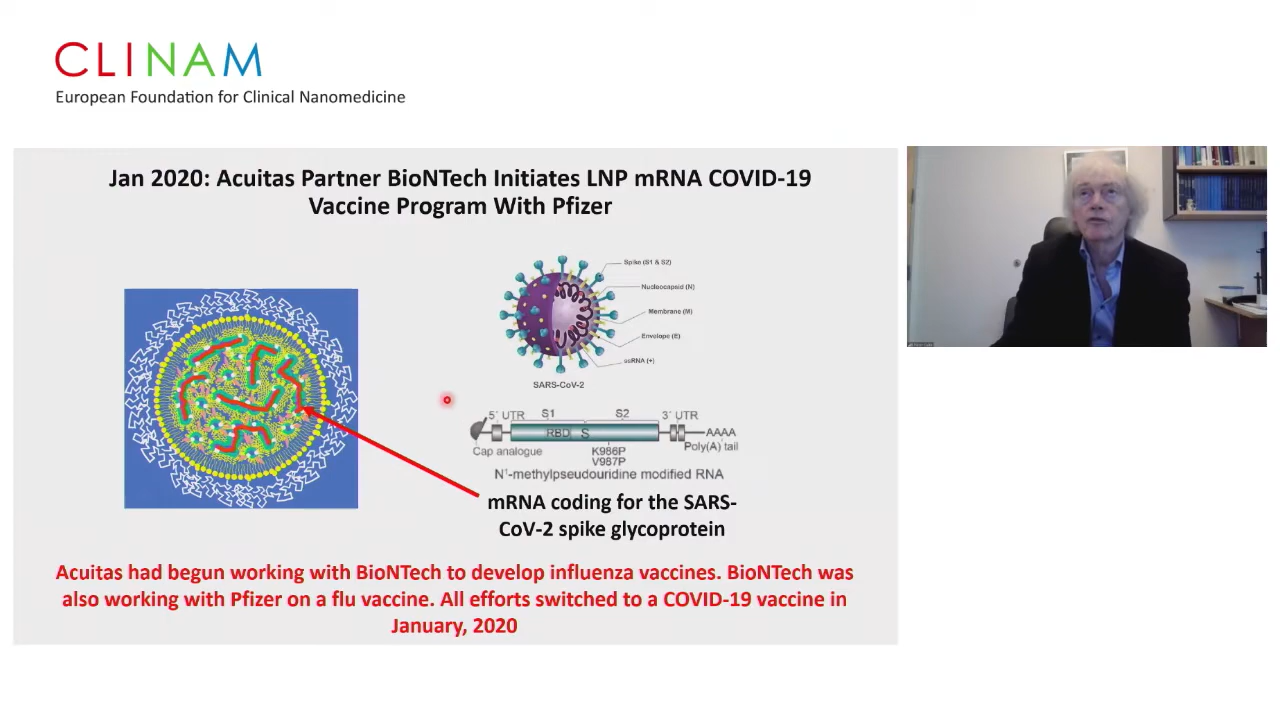 CLINAM
European Foundation for Clinical Nanomedicine
Jan 2020: Acuitas Partner BioNTech Initiates LNP mRNA COVID-19
Vaccine Program With Pfizer
Spike (S1 & S2)
Nucleocapsid (N)
Membrane (M)
Envelope (E)
ssRNA (+)
SARS-CoV-2
5´ UTR S1 S2 3´ UTR
RBD S AAAA
Cap analogue K986P Poly(A) tail
V987P
N¹-methylpseudouridine modified RNA
mRNA coding for the SARS-
CoV-2 spike glycoprotein
Acuitas had begun working with BioNTech to develop influenza vaccines. BioNTech was
also working with Pfizer on a flu vaccine. All efforts switched to a COVID-19 vaccine in
January, 2020